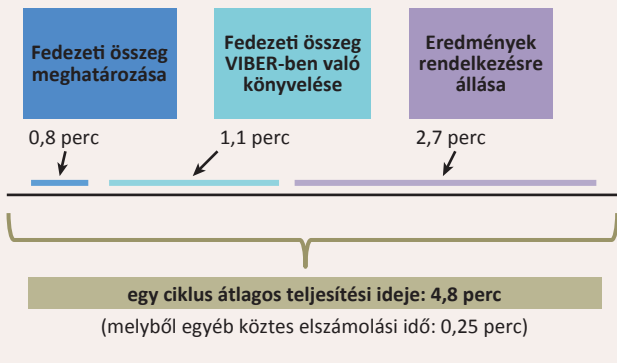 Fedezeti összeg
meghatározása
Fedezeti összeg
VIBER-ben való
könyvelése
Eredmények
rendelkezésre
állása
0,8 perc
1,1 perc
2,7 perc
egy ciklus átlagos teljesítési ideje: 4,8 perc
(melyből egyéb köztes elszámolási idő: 0,25 perc)